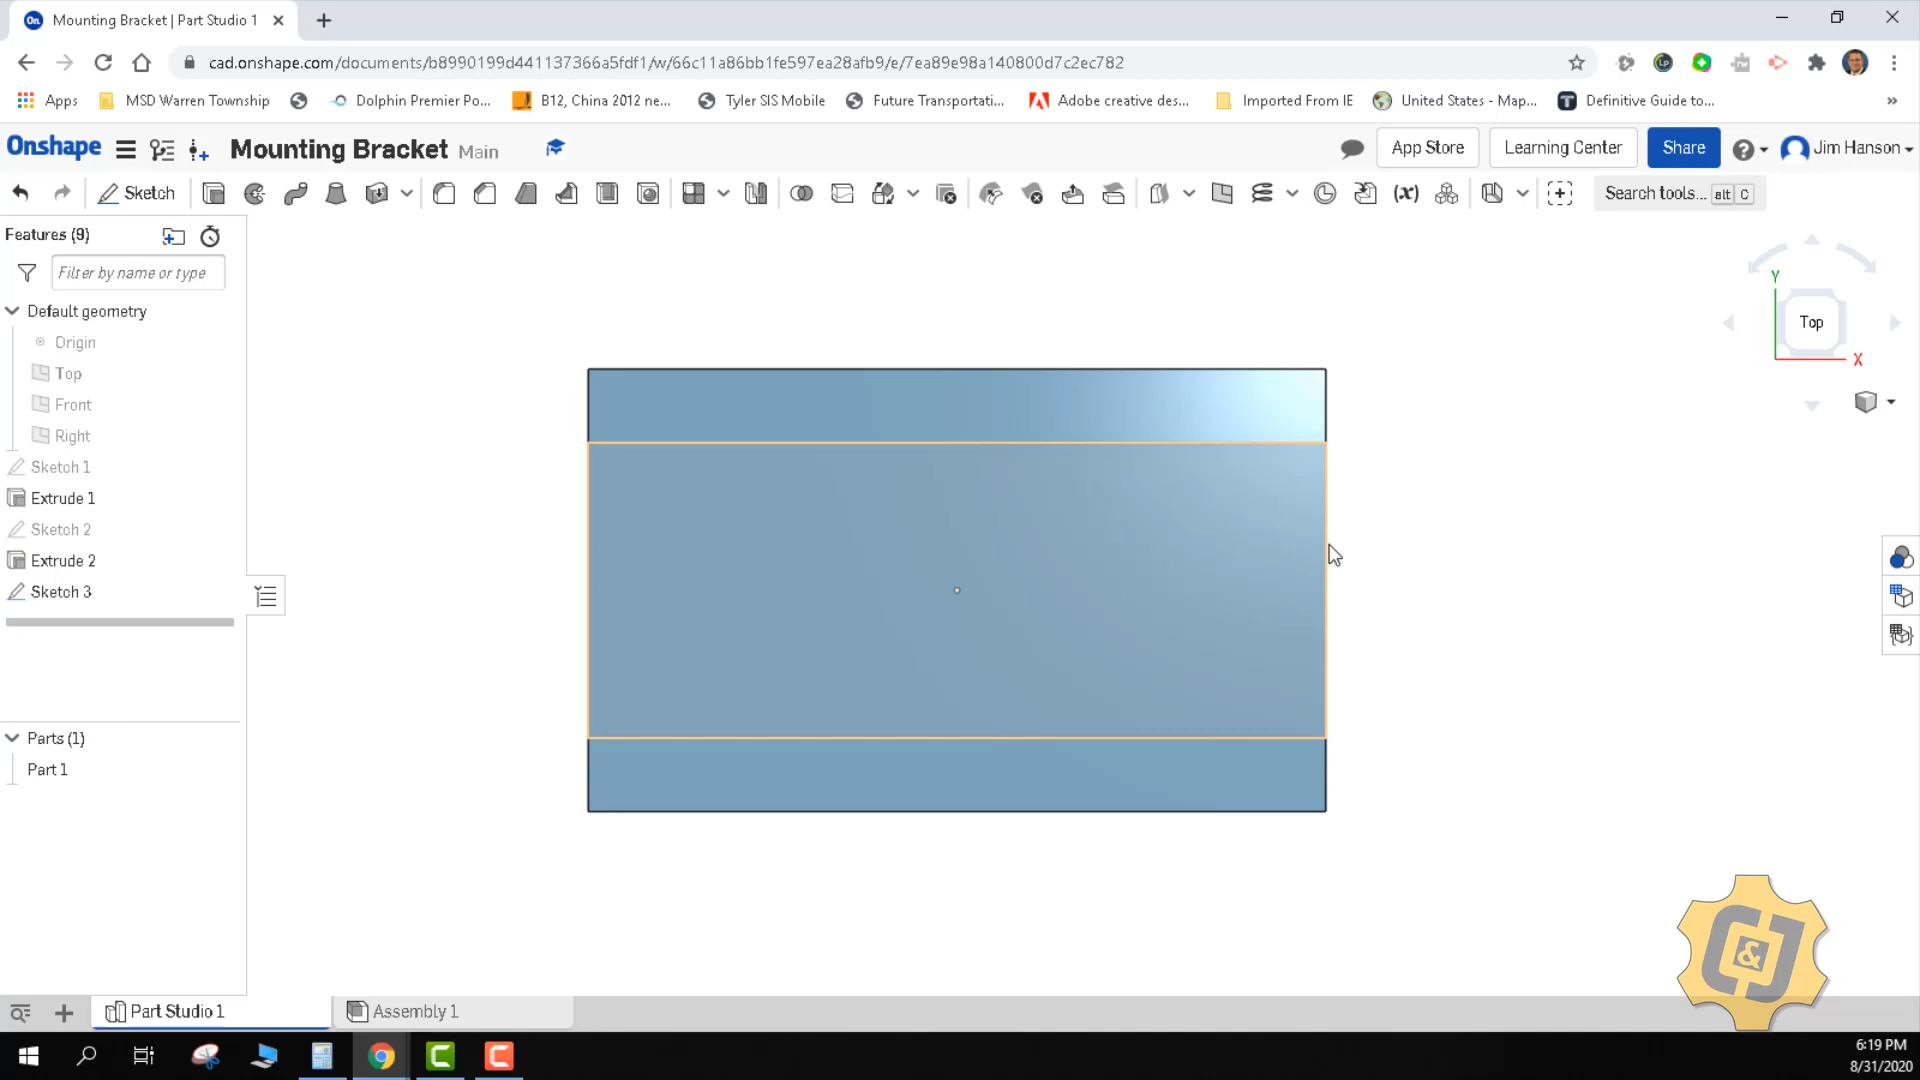 On Mounting Bracket | Part Studio 1
cad.onshape.com/documents/b8990199d441137366a5fdf1/w/66c11a86bb1fe597ea28afb9/e/7ea89e98a140800d7c2ec782
Apps MSD Warren Township Dolphin Premier Po... B12, China 2012 ne... Tyler SIS Mobile Future Transportati... Adobe creative des... Imported From IE United States - Map... Definitive Guide to... »
Onshape Mounting Bracket Main App Store Learning Center Share Jim Hanson
Sketch (x) Search tools... alt C
Features (9)
Filter by name or type
Default geometry
Origin
Top
Front
Right
Sketch 1
Extrude 1
Sketch 2
Extrude 2
Sketch 3
Parts (1)
Part 1
Y
Top
X
C&J
Part Studio 1 Assembly 1
6:19 PM
8/31/2020